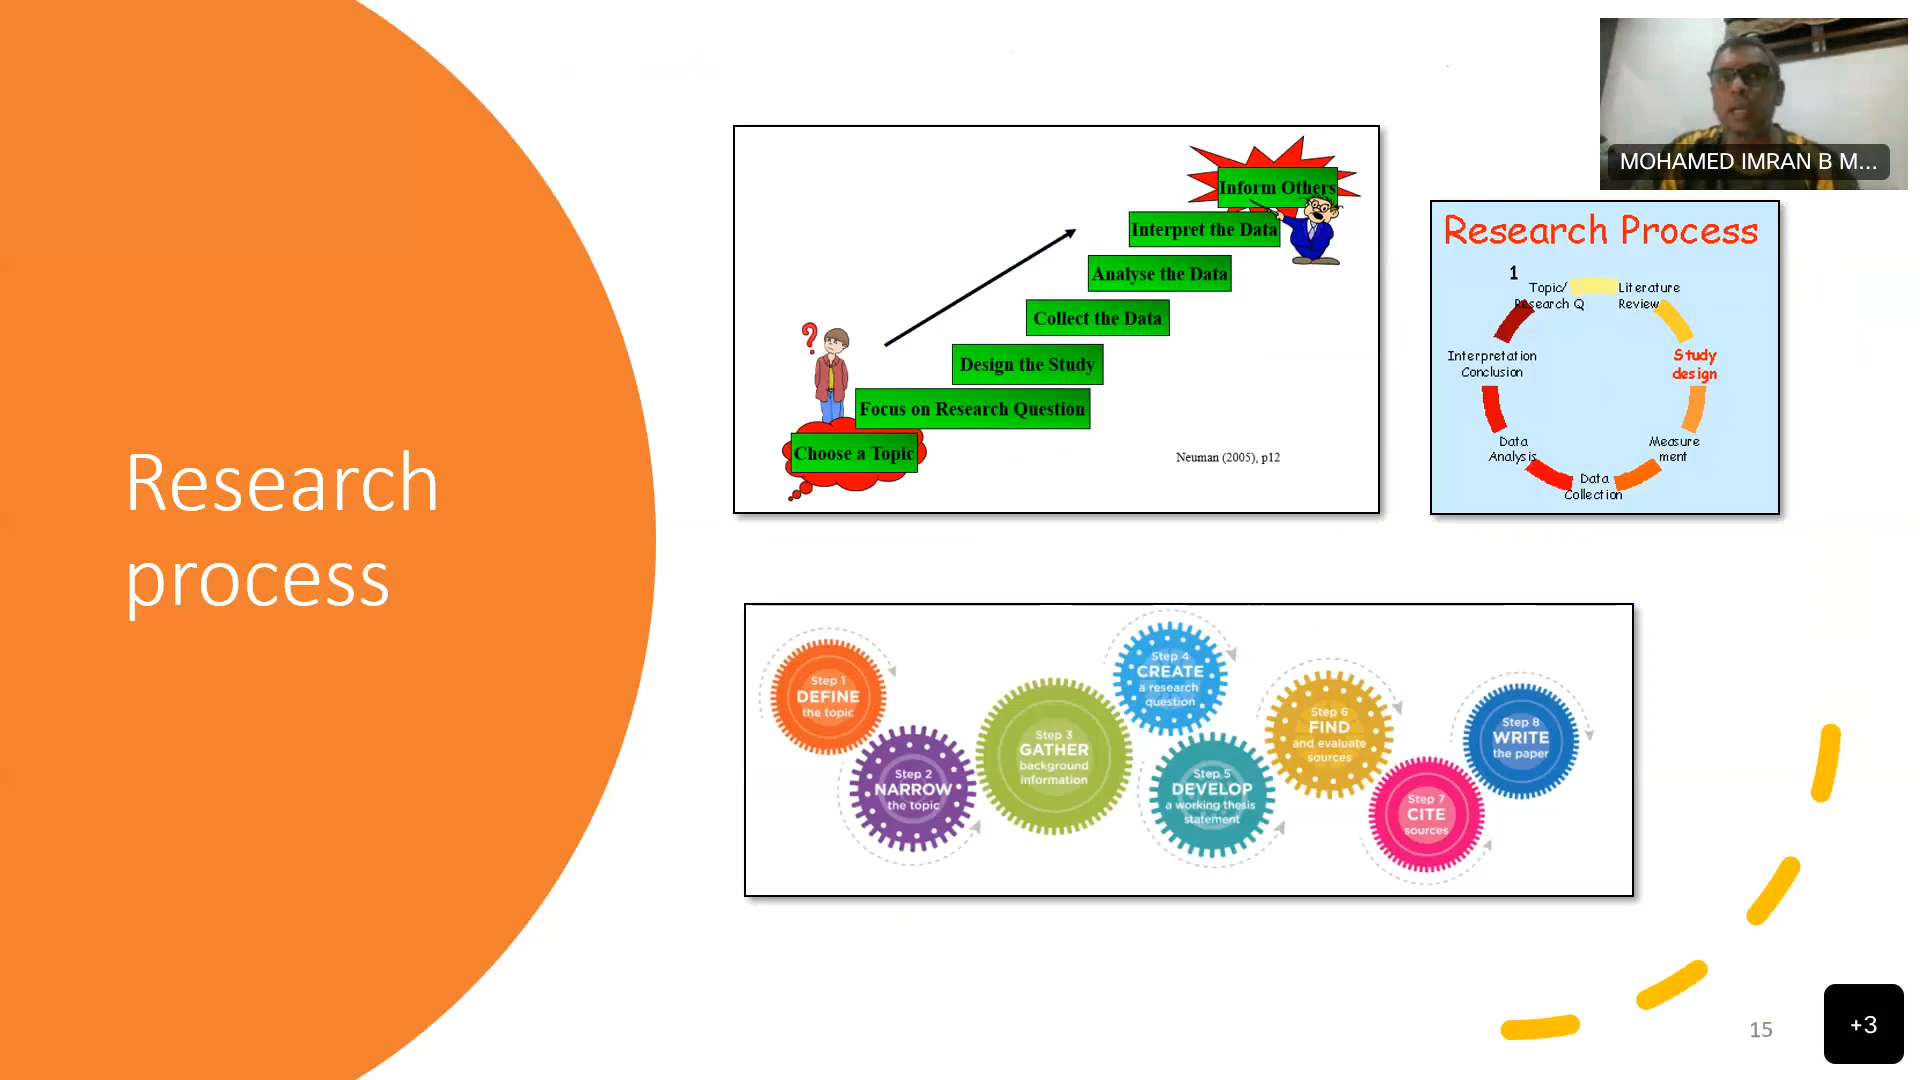 Research
process
Inform Others
Interpret the Data
Analyse the Data
Collect the Data
Design the Study
Focus on Research Question
Choose a Topic
?
Neuman (2005), p12
MOHAMED IMRAN B M...
Research Process
1
Topic/
Research Q
Literature
Review
Study
design
Measure
ment
Data
Collection
Data
Analysis
Interpretation
Conclusion
Step 1
DEFINE
the topic
Step 2
NARROW
the topic
Step 3
GATHER
background
information
Step 4
CREATE
a research
question
Step 5
DEVELOP
a working thesis
statement
Step 6
FIND
and evaluate
sources
Step 7
CITE
sources
Step 8
WRITE
the paper
15
+3